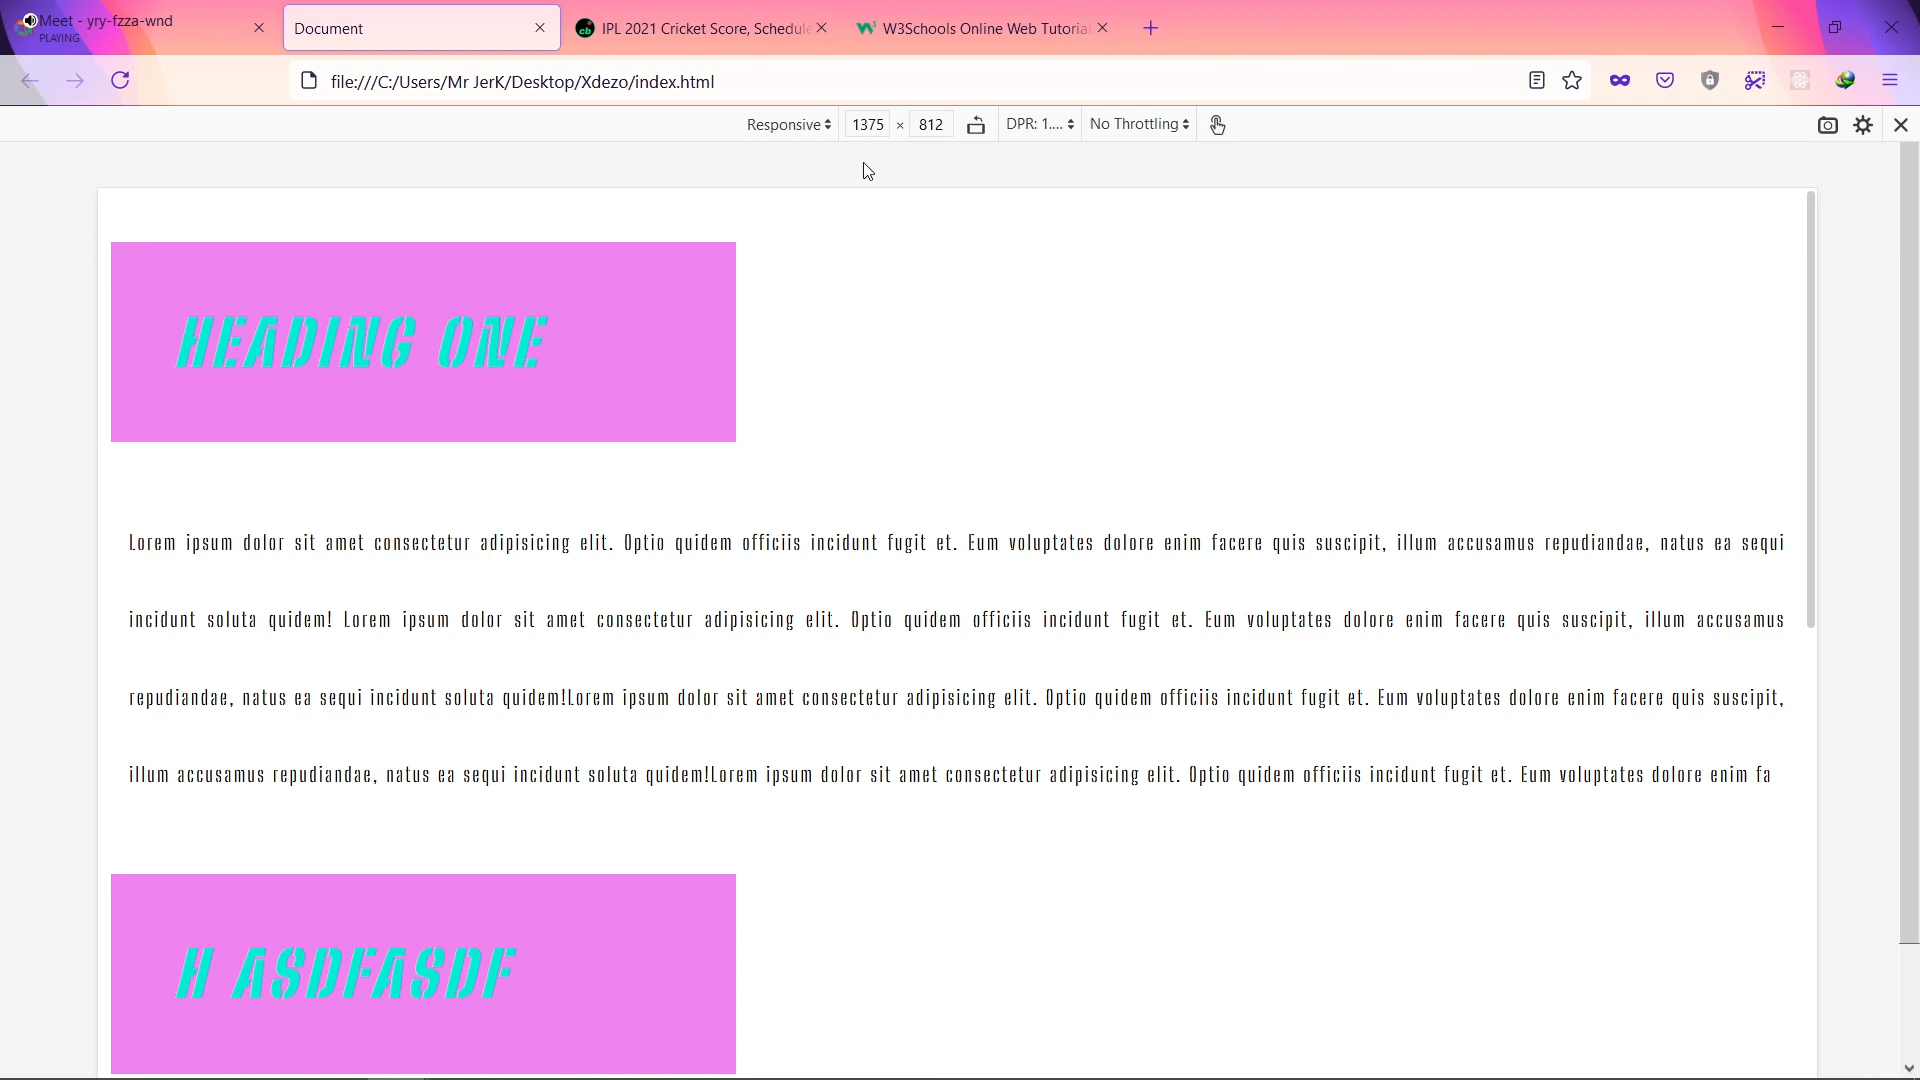 Meet - yry-fzza-wnd
PLAYING
Document
IPL 2021 Cricket Score, Schedule
W3Schools Online Web Tutorial
file:///C:/Users/Mr JerK/Desktop/Xdezo/index.html
Responsive
1375 × 812
DPR: 1....
No Throttling
HEADING ONE
Lorem ipsum dolor sit amet consectetur adipisicing elit. Optio quidem officiis incidunt fugit et. Eum voluptates dolore enim facere quis suscipit, illum accusamus repudiandae, natus ea sequi
incidunt soluta quidem! Lorem ipsum dolor sit amet consectetur adipisicing elit. Optio quidem officiis incidunt fugit et. Eum voluptates dolore enim facere quis suscipit, illum accusamus
repudiandae, natus ea sequi incidunt soluta quidem!Lorem ipsum dolor sit amet consectetur adipisicing elit. Optio quidem officiis incidunt fugit et. Eum voluptates dolore enim facere quis suscipit,
illum accusamus repudiandae, natus ea sequi incidunt soluta quidem!Lorem ipsum dolor sit amet consectetur adipisicing elit. Optio quidem officiis incidunt fugit et. Eum voluptates dolore enim fa
H ASDFASDF